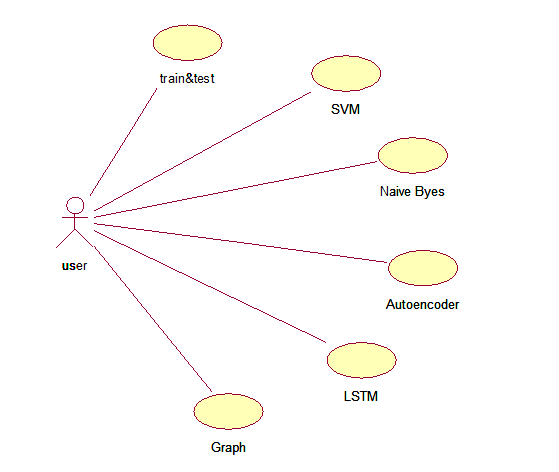 train&test
SVM
Naive Byes
user
Autoencoder
LSTM
Graph